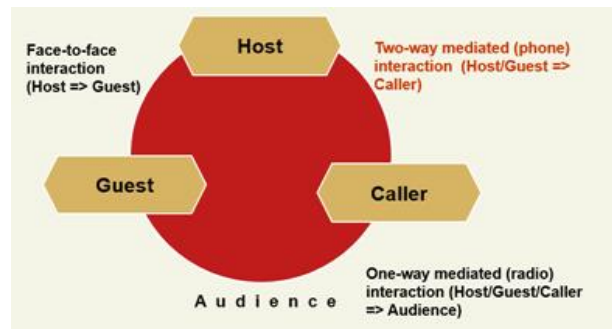 Host
Face-to-face
interaction
(Host => Guest)
Two-way mediated (phone)
interaction (Host/Guest =>
Caller)
Guest
Caller
One-way mediated (radio)
interaction (Host/Guest/Caller
=> Audience)
A u d i e n c e